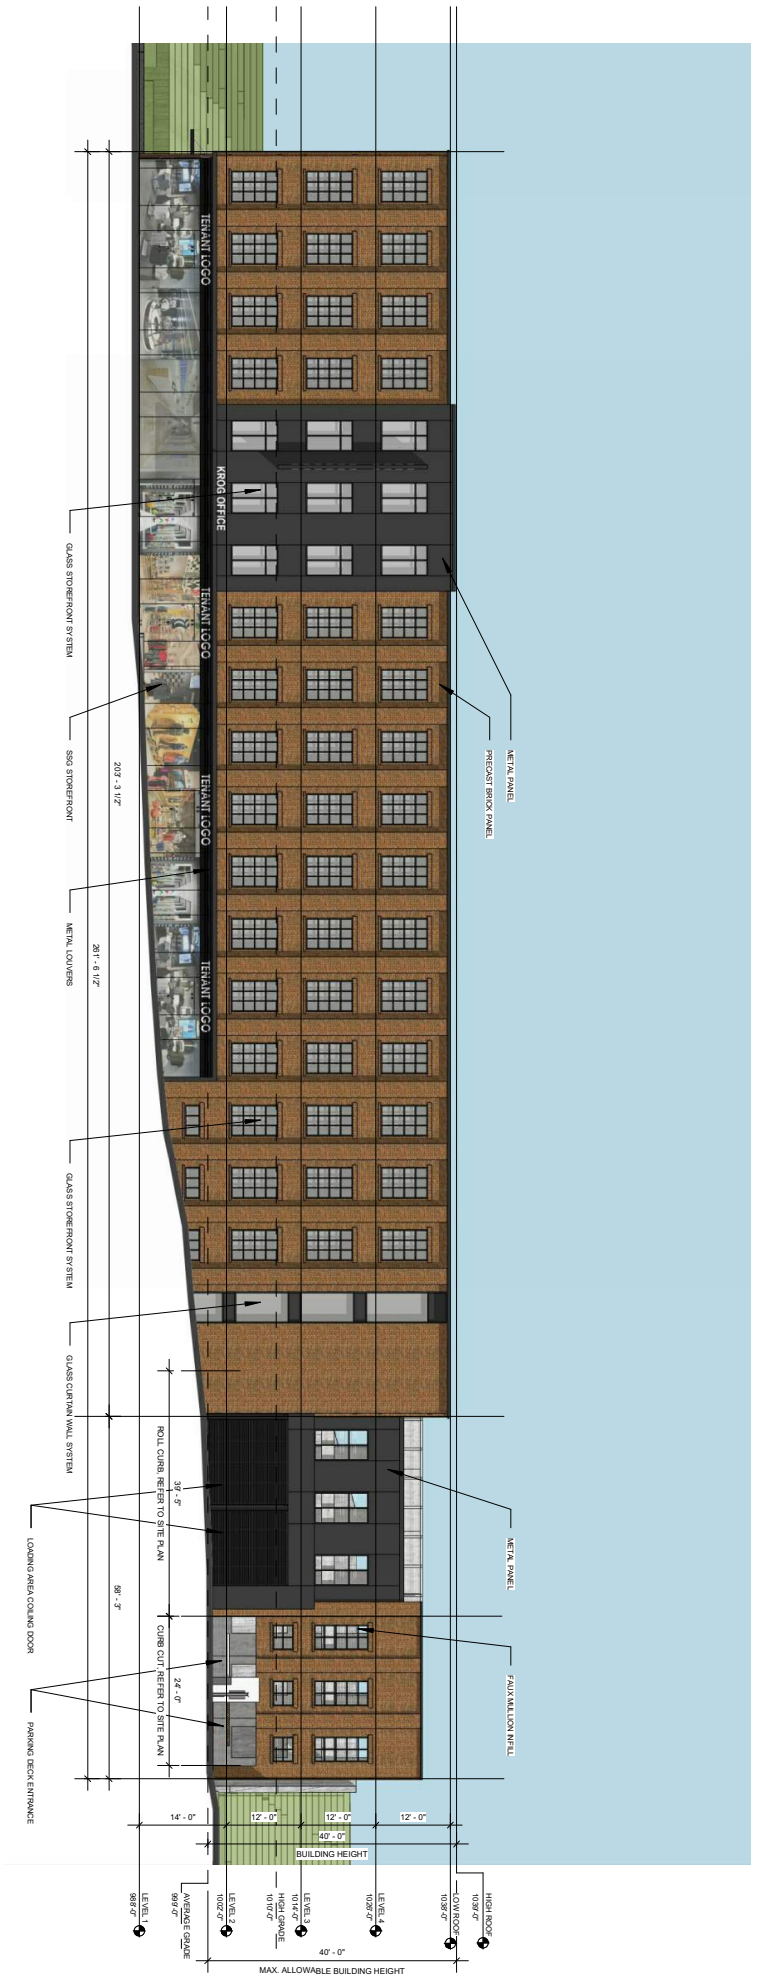 METAL PANEL
PRECAST BRICK PANEL
METAL PANEL
FAUX MULLION INFILL
HIGH ROOF
1039'-0"
LOW ROOF
1038'-0"
LEVEL 4
1026'-0"
LEVEL 3
1014'-0"
HIGH GRADE
1010'-0"
LEVEL 2
1002'-0"
AVERAGE GRADE
999'-0"
LEVEL 1
988'-0"
12' - 0"
12' - 0"
12' - 0"
14' - 0"
40' - 0"
BUILDING HEIGHT
40' - 0"
MAX. ALLOWABLE BUILDING HEIGHT
TENANT LOGO
KROG OFFICE
TENANT LOGO
TENANT LOGO
TENANT LOGO
39' - 5"
ROLL CURB, REFER TO SITE PLAN
24' - 0"
CURB CUT, REFER TO SITE PLAN
203' - 3 1/2"
58' - 3"
261' - 6 1/2"
GLASS STOREFRONT SYSTEM
SSG STOREFRONT
METAL LOUVERS
GLASS STOREFRONT SYSTEM
GLASS CURTAIN WALL SYSTEM
LOADING AREA COILING DOOR
PARKING DECK ENTRANCE